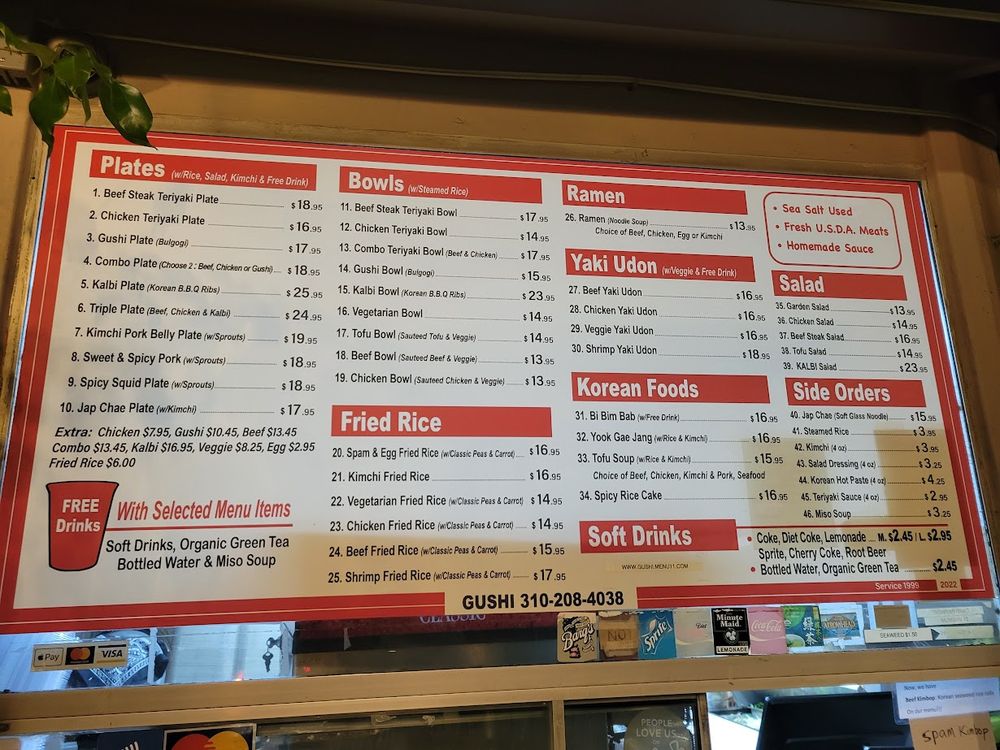 Plates (w/Rice, Salad, Kimchi & Free Drink)
1. Beef Steak Teriyaki Plate $18.95
2. Chicken Teriyaki Plate $16.95
3. Gushi Plate (Bulgogi) $17.95
4. Combo Plate (Choose 2 : Beef, Chicken or Gushi) $18.95
5. Kalbi Plate (Korean B.B.Q Ribs) $25.95
6. Triple Plate (Beef, Chicken & Kalbi) $24.95
7. Kimchi Pork Belly Plate (w/Sprouts) $19.95
8. Sweet & Spicy Pork (w/Sprouts) $18.95
9. Spicy Squid Plate (w/Sprouts) $18.95
10. Jap Chae Plate (w/Kimchi) $17.95
Extra: Chicken $7.95, Gushi $10.45, Beef $13.45
Combo $13.45, Kalbi $16.95, Veggie $8.25, Egg $2.95
Fried Rice $6.00
FREE
Drinks
With Selected Menu Items
Soft Drinks, Organic Green Tea
Bottled Water & Miso Soup
Bowls (w/Steamed Rice)
11. Beef Steak Teriyaki Bowl $17.95
12. Chicken Teriyaki Bowl $14.95
13. Combo Teriyaki Bowl (Beef & Chicken) $17.95
14. Gushi Bowl (Bulgogi) $15.95
15. Kalbi Bowl (Korean B.B.Q Ribs) $23.95
16. Vegetarian Bowl $14.95
17. Tofu Bowl (Sauteed Tofu & Veggie) $14.95
18. Beef Bowl (Sauteed Beef & Veggie) $13.95
19. Chicken Bowl (Sauteed Chicken & Veggie) $13.95
Fried Rice
20. Spam & Egg Fried Rice (w/Classic Peas & Carrot) $16.95
21. Kimchi Fried Rice $16.95
22. Vegetarian Fried Rice (w/Classic Peas & Carrot) $14.95
23. Chicken Fried Rice (w/Classic Peas & Carrot) $14.95
24. Beef Fried Rice (w/Classic Peas & Carrot) $15.95
25. Shrimp Fried Rice (w/Classic Peas & Carrot) $17.95
Ramen
26. Ramen (Noodle Soup) $13.95
Choice of Beef, Chicken, Egg or Kimchi
Yaki Udon (w/Veggie & Free Drink)
27. Beef Yaki Udon $16.95
28. Chicken Yaki Udon $16.95
29. Veggie Yaki Udon $16.95
30. Shrimp Yaki Udon $18.95
Korean Foods
31. Bi Bim Bab (w/Free Drink) $16.95
32. Yook Gae Jang (w/Rice & Kimchi) $16.95
33. Tofu Soup (w/Rice & Kimchi) $15.95
Choice of Beef, Chicken, Kimchi & Pork, Seafood
34. Spicy Rice Cake $16.95
• Sea Salt Used
• Fresh U.S.D.A. Meats
• Homemade Sauce
Salad
35. Garden Salad $13.95
36. Chicken Salad $14.95
37. Beef Steak Salad $16.95
38. Tofu Salad $14.95
39. KALBI Salad $23.95
Side Orders
40. Jap Chae (Soft Glass Noodle) $15.95
41. Steamed Rice $3.95
42. Kimchi (4 oz) $3.95
43. Salad Dressing (4 oz) $3.25
44. Korean Hot Paste (4 oz) $4.25
45. Teriyaki Sauce (4 oz) $2.95
46. Miso Soup $3.25
Soft Drinks
WWW.GUSHI.MENU11.COM
• Coke, Diet Coke, Lemonade ... M. $2.45 / L $2.95
Sprite, Cherry Coke, Root Beer
• Bottled Water, Organic Green Tea $2.45
Service 1999 2022
GUSHI 310-208-4038
CLASSIC
Pay VISA
Barq's
Sprite
Diet
Minute Maid
LEMONADE
Coca-Cola
ARROWHEAD
SEAWEED $1.50
PEOPLE
LOVE US
Now, we have
Beef Kimbop: Korean seaweed rice rolls
On our menu!!!
Spam Kimbop